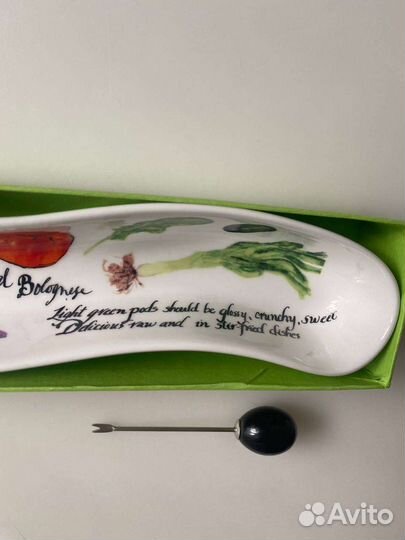 d Bolognese
Light green pods should be glossy, crunchy, sweet
Delicious raw and in stir-fried dishes
Avito